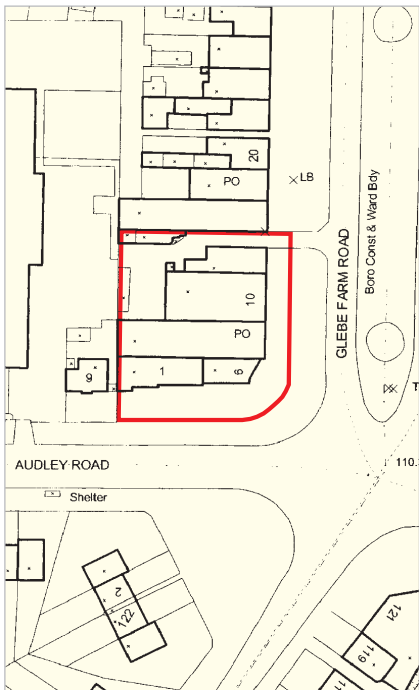 20
PO
LB
GLEBE FARM ROAD
Boro Const & Ward Bdy
10
PO
9
1
6
T
AUDLEY ROAD
110.
Shelter
2
122
121
119